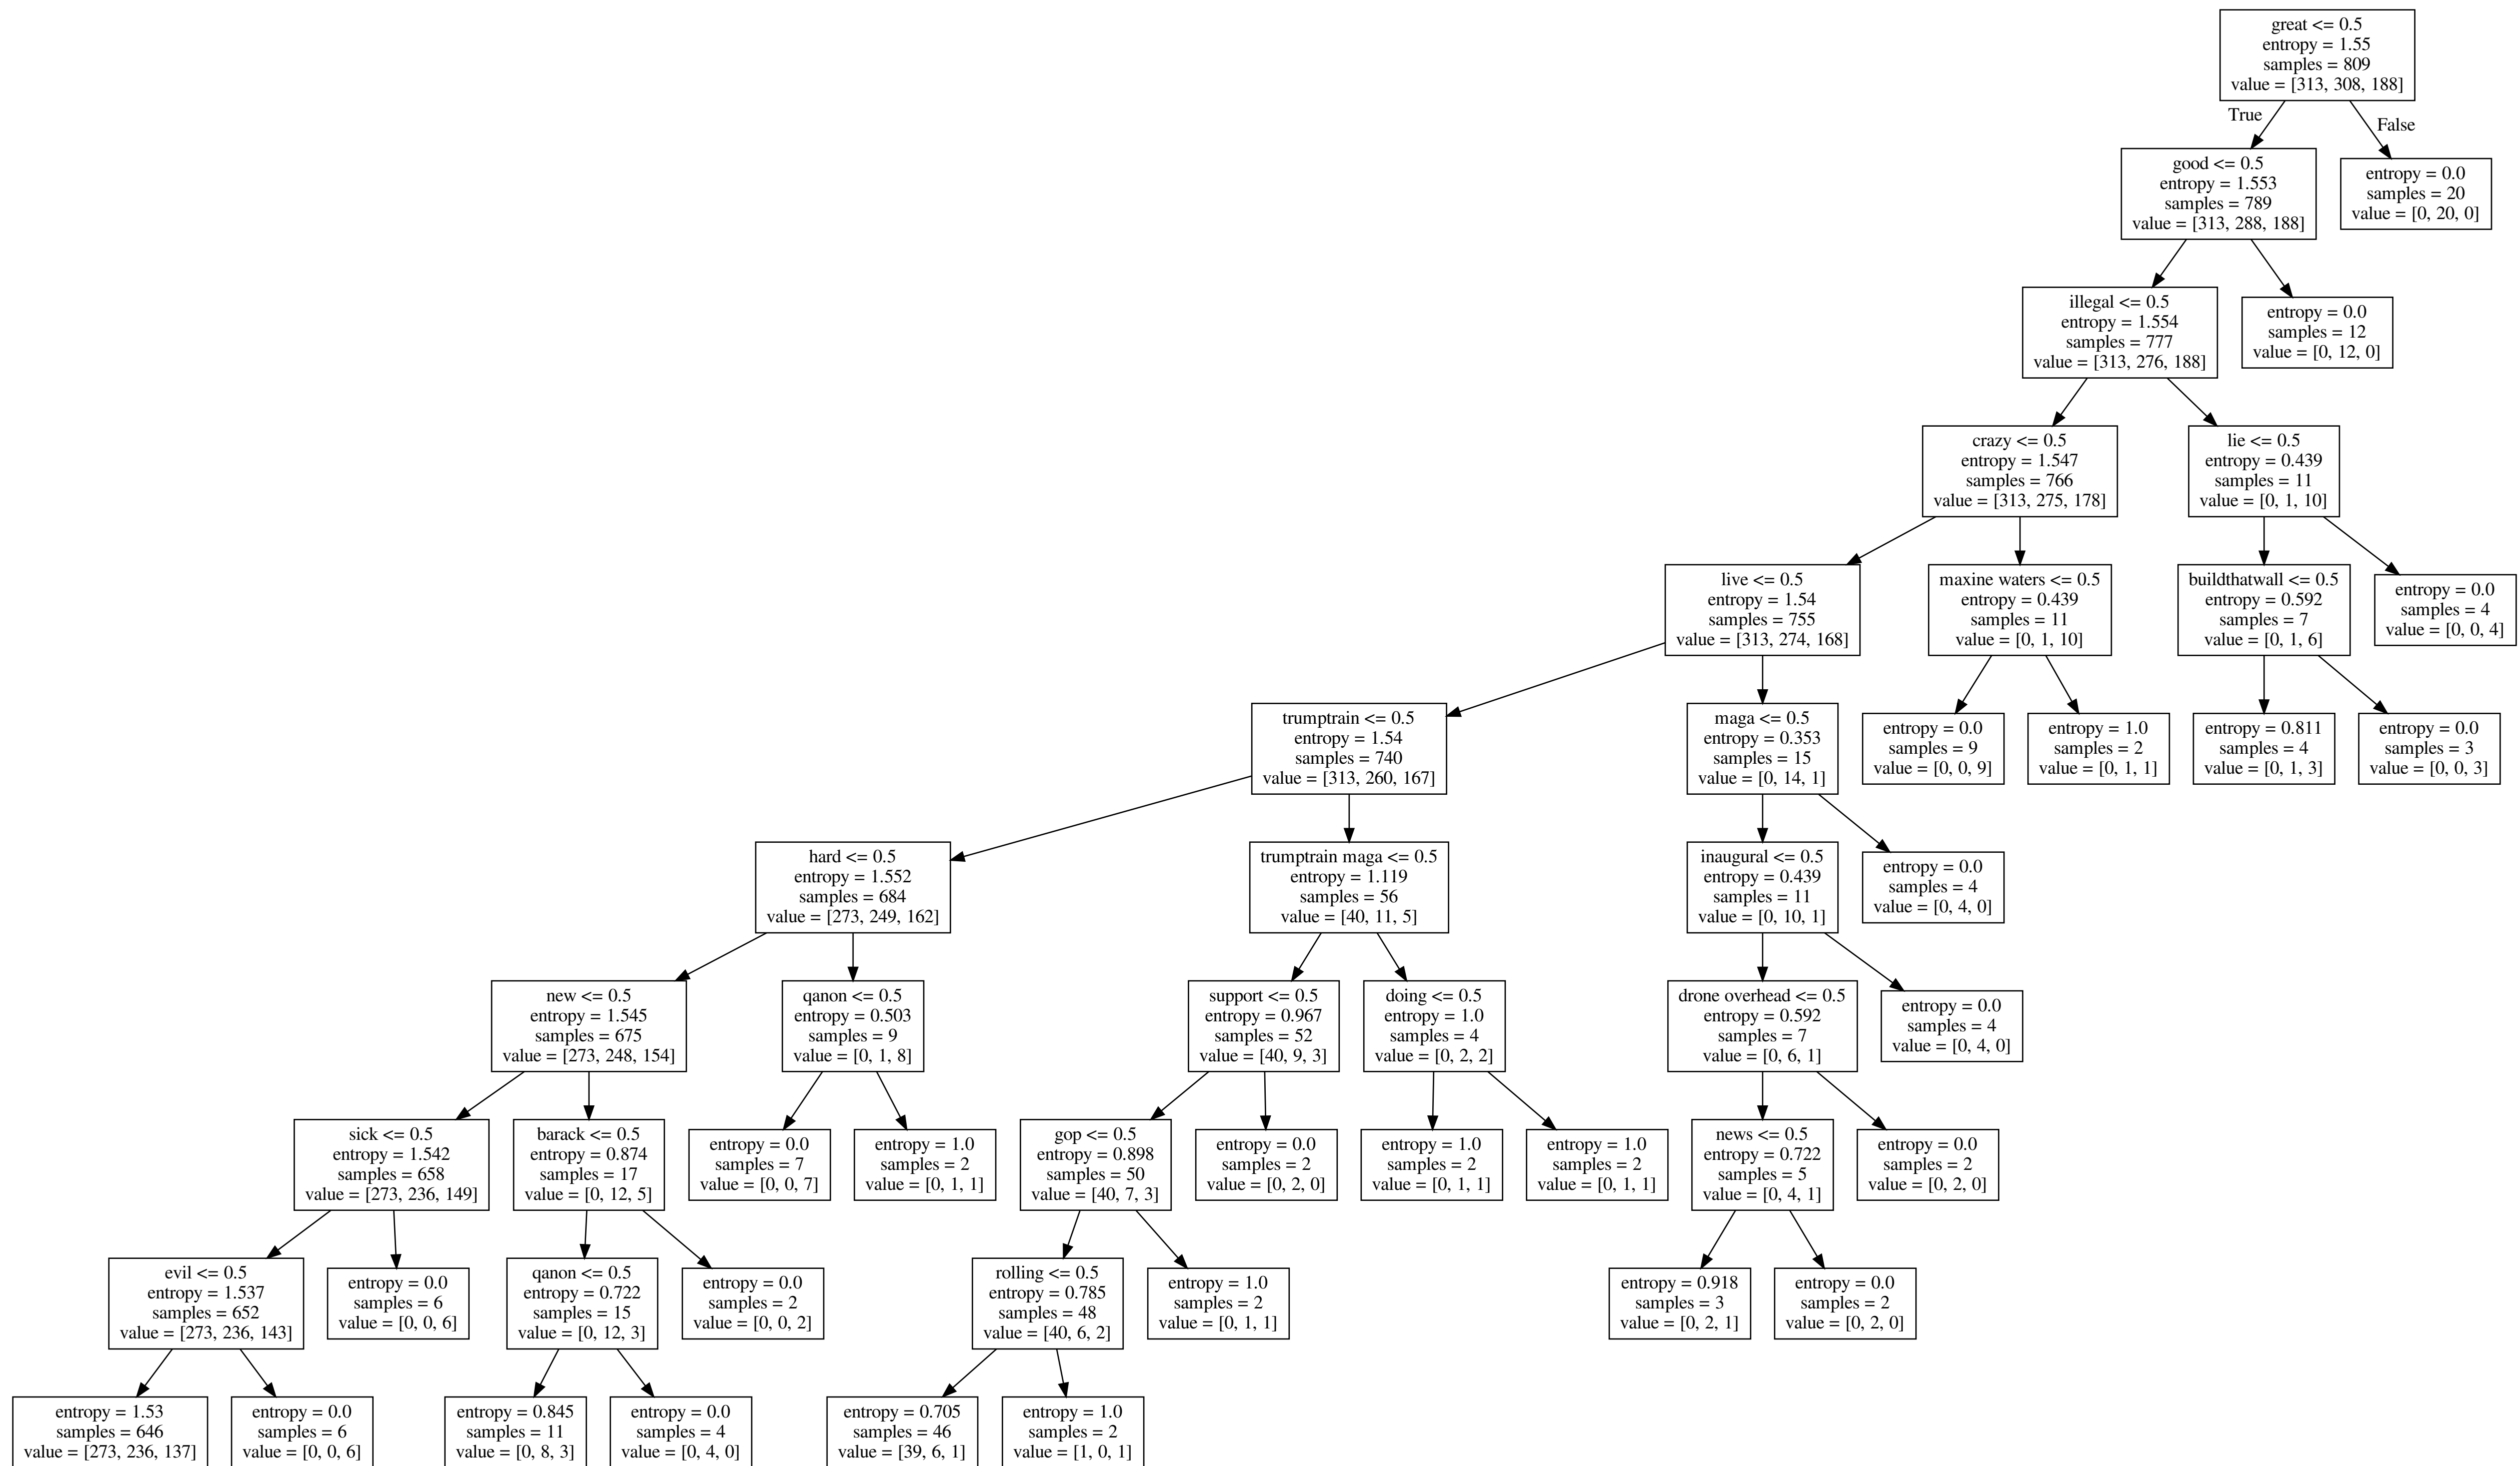 great <= 0.5
entropy = 1.55
samples = 809
value = [313, 308, 188]
True
False
good <= 0.5
entropy = 1.553
samples = 789
value = [313, 288, 188]
entropy = 0.0
samples = 20
value = [0, 20, 0]
illegal <= 0.5
entropy = 1.554
samples = 777
value = [313, 276, 188]
entropy = 0.0
samples = 12
value = [0, 12, 0]
crazy <= 0.5
entropy = 1.547
samples = 766
value = [313, 275, 178]
lie <= 0.5
entropy = 0.439
samples = 11
value = [0, 1, 10]
live <= 0.5
entropy = 1.54
samples = 755
value = [313, 274, 168]
maxine waters <= 0.5
entropy = 0.439
samples = 11
value = [0, 1, 10]
buildthatwall <= 0.5
entropy = 0.592
samples = 7
value = [0, 1, 6]
entropy = 0.0
samples = 4
value = [0, 0, 4]
trumptrain <= 0.5
entropy = 1.54
samples = 740
value = [313, 260, 167]
maga <= 0.5
entropy = 0.353
samples = 15
value = [0, 14, 1]
entropy = 0.0
samples = 9
value = [0, 0, 9]
entropy = 1.0
samples = 2
value = [0, 1, 1]
entropy = 0.811
samples = 4
value = [0, 1, 3]
entropy = 0.0
samples = 3
value = [0, 0, 3]
hard <= 0.5
entropy = 1.552
samples = 684
value = [273, 249, 162]
trumptrain maga <= 0.5
entropy = 1.119
samples = 56
value = [40, 11, 5]
inaugural <= 0.5
entropy = 0.439
samples = 11
value = [0, 10, 1]
entropy = 0.0
samples = 4
value = [0, 4, 0]
new <= 0.5
entropy = 1.545
samples = 675
value = [273, 248, 154]
qanon <= 0.5
entropy = 0.503
samples = 9
value = [0, 1, 8]
support <= 0.5
entropy = 0.967
samples = 52
value = [40, 9, 3]
doing <= 0.5
entropy = 1.0
samples = 4
value = [0, 2, 2]
drone overhead <= 0.5
entropy = 0.592
samples = 7
value = [0, 6, 1]
entropy = 0.0
samples = 4
value = [0, 4, 0]
sick <= 0.5
entropy = 1.542
samples = 658
value = [273, 236, 149]
barack <= 0.5
entropy = 0.874
samples = 17
value = [0, 12, 5]
entropy = 0.0
samples = 7
value = [0, 0, 7]
entropy = 1.0
samples = 2
value = [0, 1, 1]
gop <= 0.5
entropy = 0.898
samples = 50
value = [40, 7, 3]
entropy = 0.0
samples = 2
value = [0, 2, 0]
entropy = 1.0
samples = 2
value = [0, 1, 1]
entropy = 1.0
samples = 2
value = [0, 1, 1]
news <= 0.5
entropy = 0.722
samples = 5
value = [0, 4, 1]
entropy = 0.0
samples = 2
value = [0, 2, 0]
evil <= 0.5
entropy = 1.537
samples = 652
value = [273, 236, 143]
entropy = 0.0
samples = 6
value = [0, 0, 6]
qanon <= 0.5
entropy = 0.722
samples = 15
value = [0, 12, 3]
entropy = 0.0
samples = 2
value = [0, 0, 2]
rolling <= 0.5
entropy = 0.785
samples = 48
value = [40, 6, 2]
entropy = 1.0
samples = 2
value = [0, 1, 1]
entropy = 0.918
samples = 3
value = [0, 2, 1]
entropy = 0.0
samples = 2
value = [0, 2, 0]
entropy = 1.53
samples = 646
value = [273, 236, 137]
entropy = 0.0
samples = 6
value = [0, 0, 6]
entropy = 0.845
samples = 11
value = [0, 8, 3]
entropy = 0.0
samples = 4
value = [0, 4, 0]
entropy = 0.705
samples = 46
value = [39, 6, 1]
entropy = 1.0
samples = 2
value = [1, 0, 1]